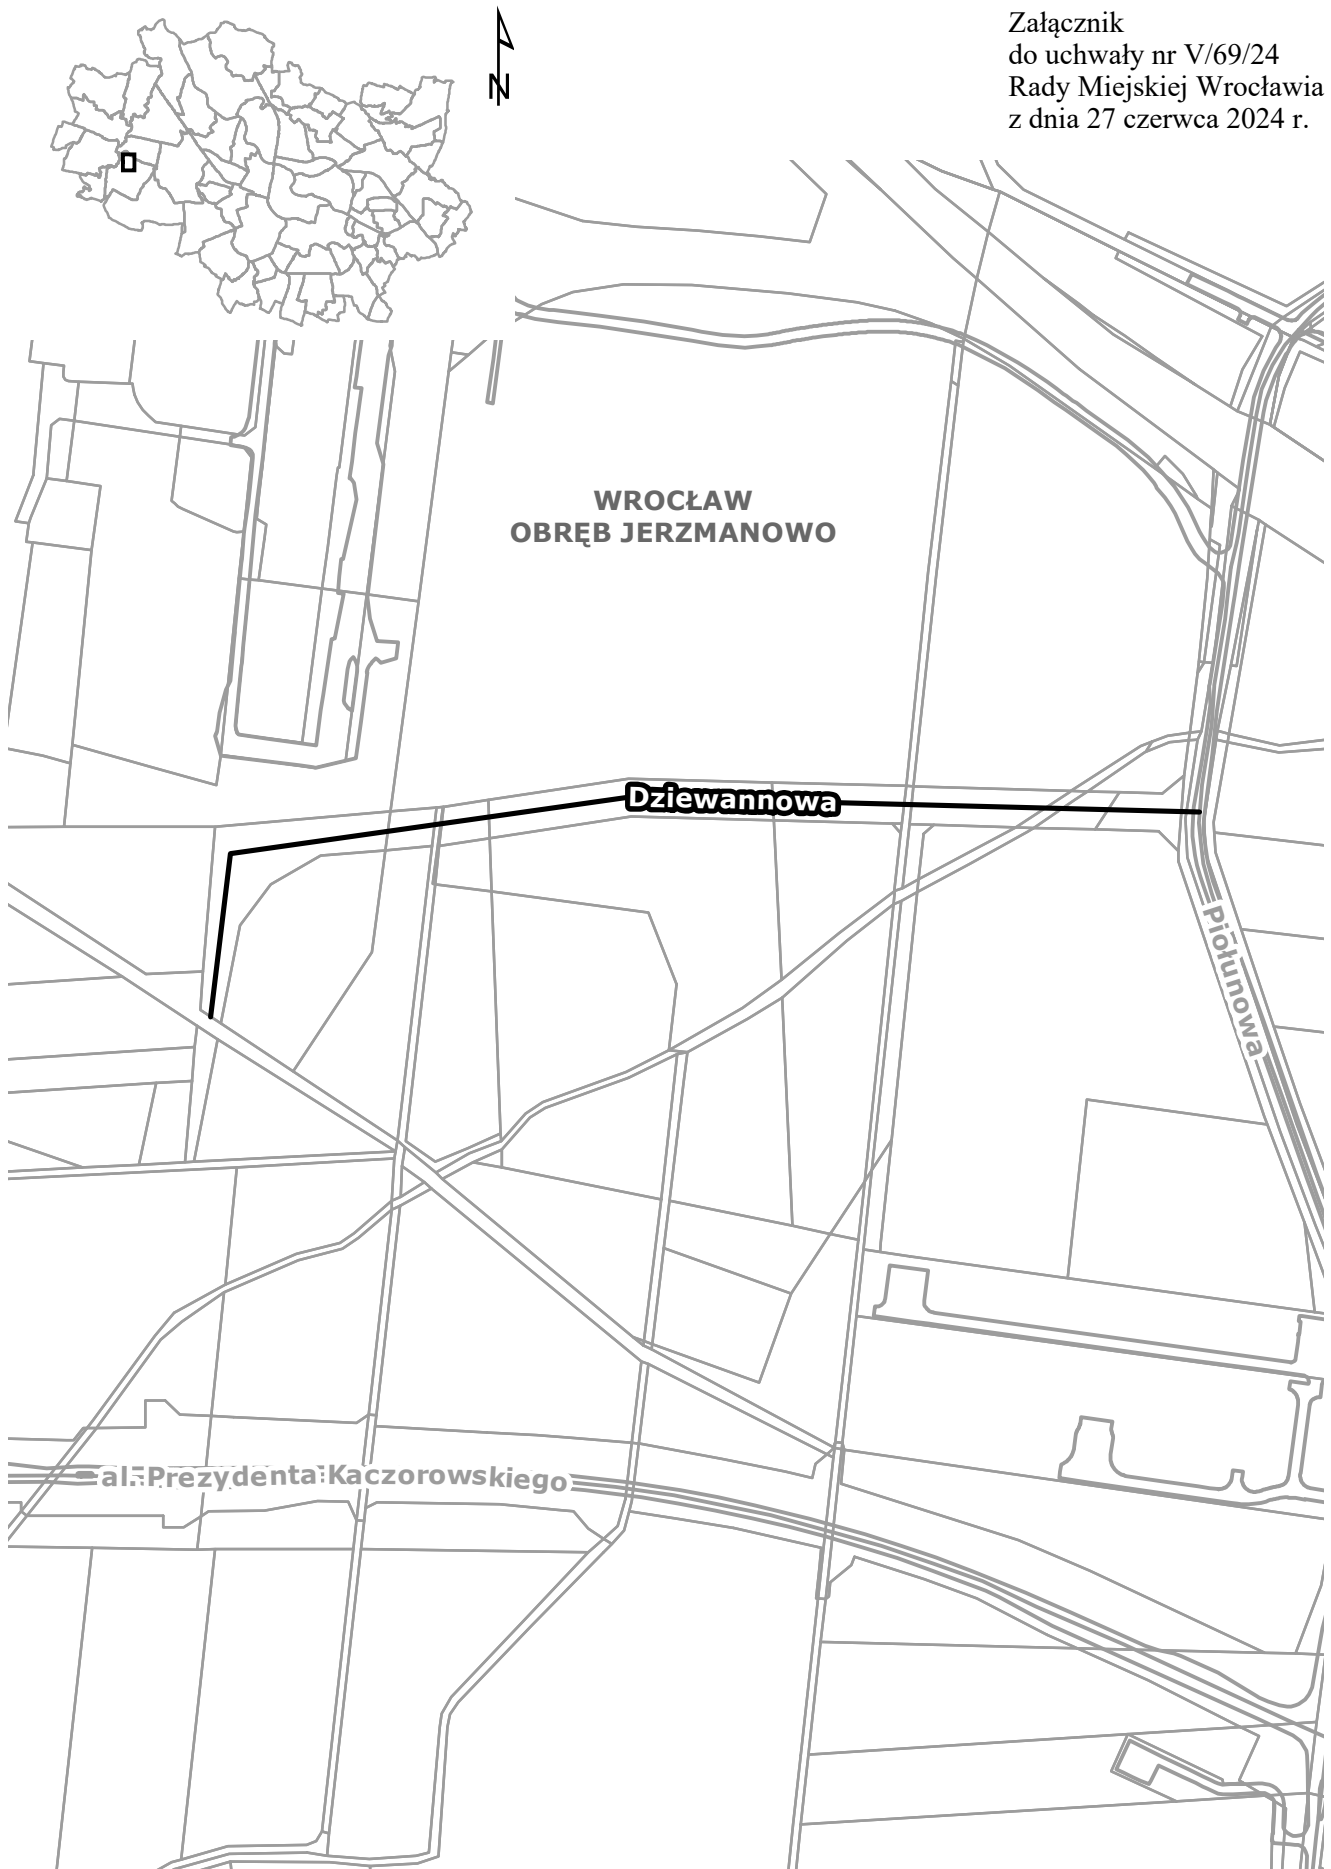 Załącznik
do uchwały nr V/69/24
Rady Miejskiej Wrocławia
z dnia 27 czerwca 2024 r.
N
WROCŁAW
OBRĘB JERZMANOWO
Dziewannowa
Piołunowa
al. Prezydenta Kaczorowskiego